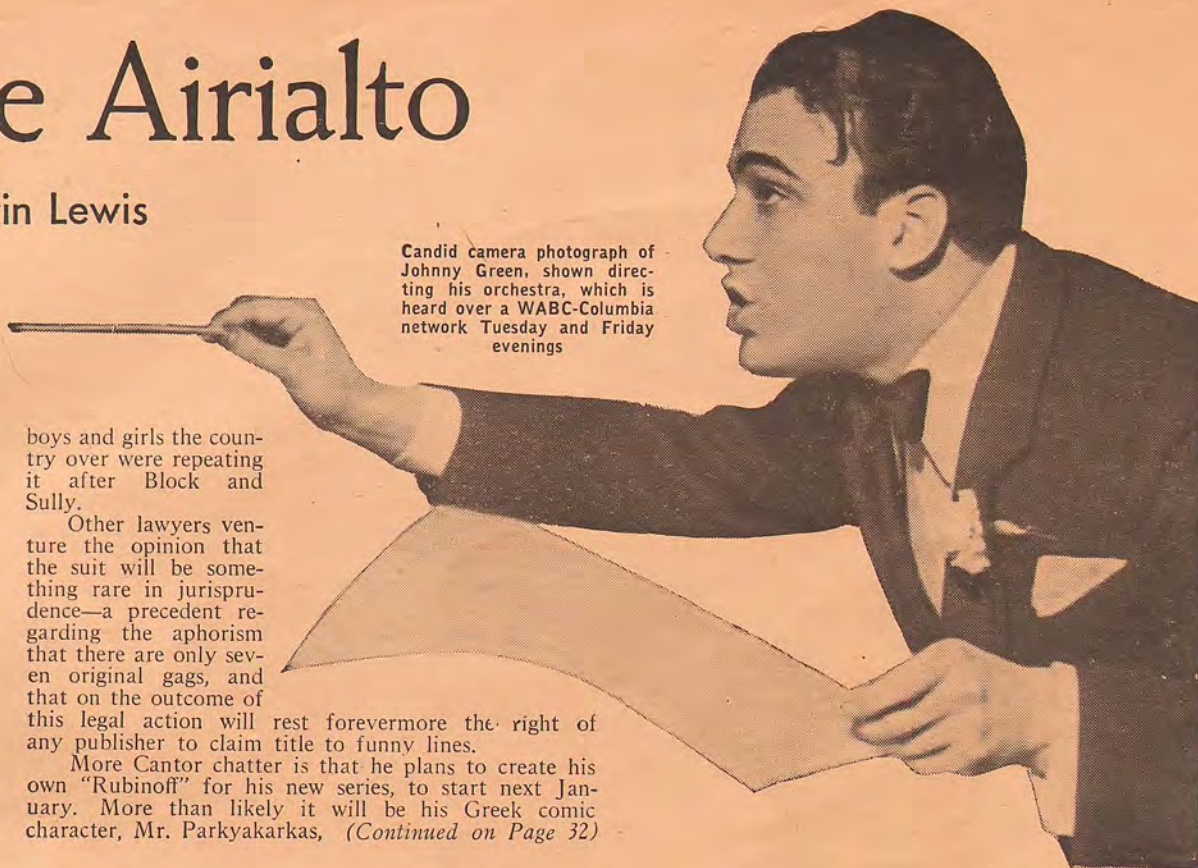 e Airialto
in Lewis
Candid camera photograph of
Johnny Green, shown direc-
ting his orchestra, which is
heard over a WABC-Columbia
network Tuesday and Friday
evenings
boys and girls the coun-
try over were repeating
it after Block and
Sully.
Other lawyers ven-
ture the opinion that
the suit will be some-
thing rare in jurispru-
dence—a precedent re-
garding the aphorism
that there are only sev-
en original gags, and
that on the outcome of
this legal action will rest forevermore the right of
any publisher to claim title to funny lines.
More Cantor chatter is that he plans to create his
own "Rubinoff" for his new series, to start next Jan-
uary. More than likely it will be his Greek comic
character, Mr. Parkyakarkas, (Continued on Page 32)